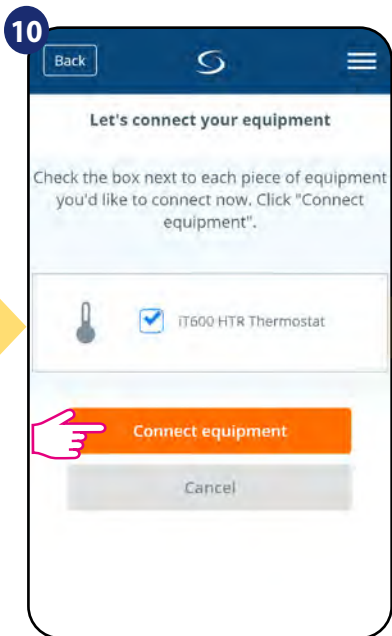 10
Back
Let's connect your equipment
Check the box next to each piece of equipment
you'd like to connect now. Click "Connect
equipment".
iT600 HTR Thermostat
Connect equipment
Cancel